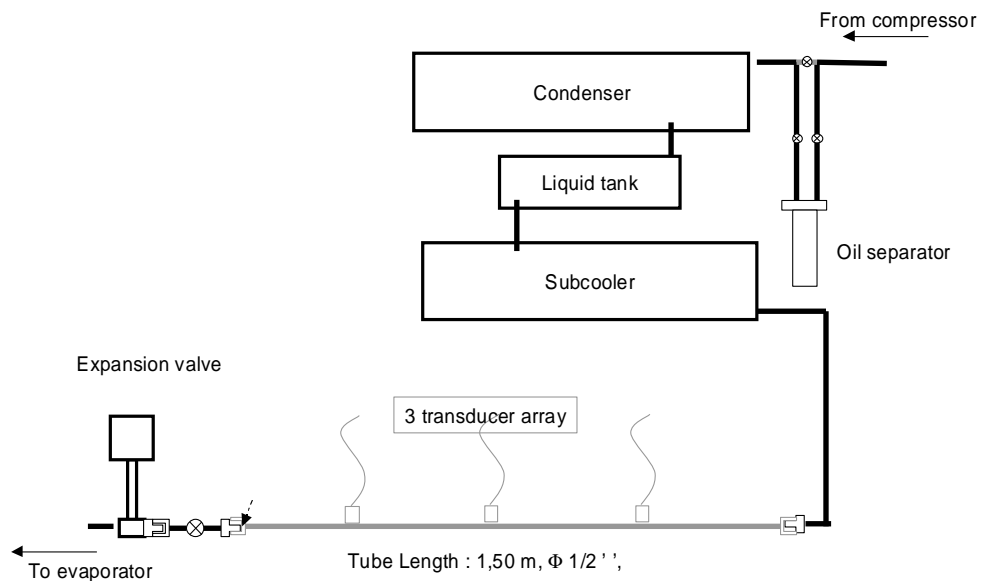 From compressor
Condenser
Liquid tank
Oil separator
Subcooler
Expansion valve
3 transducer array
Tube Length : 1,50 m, Φ 1/2 ' ',
To evaporator